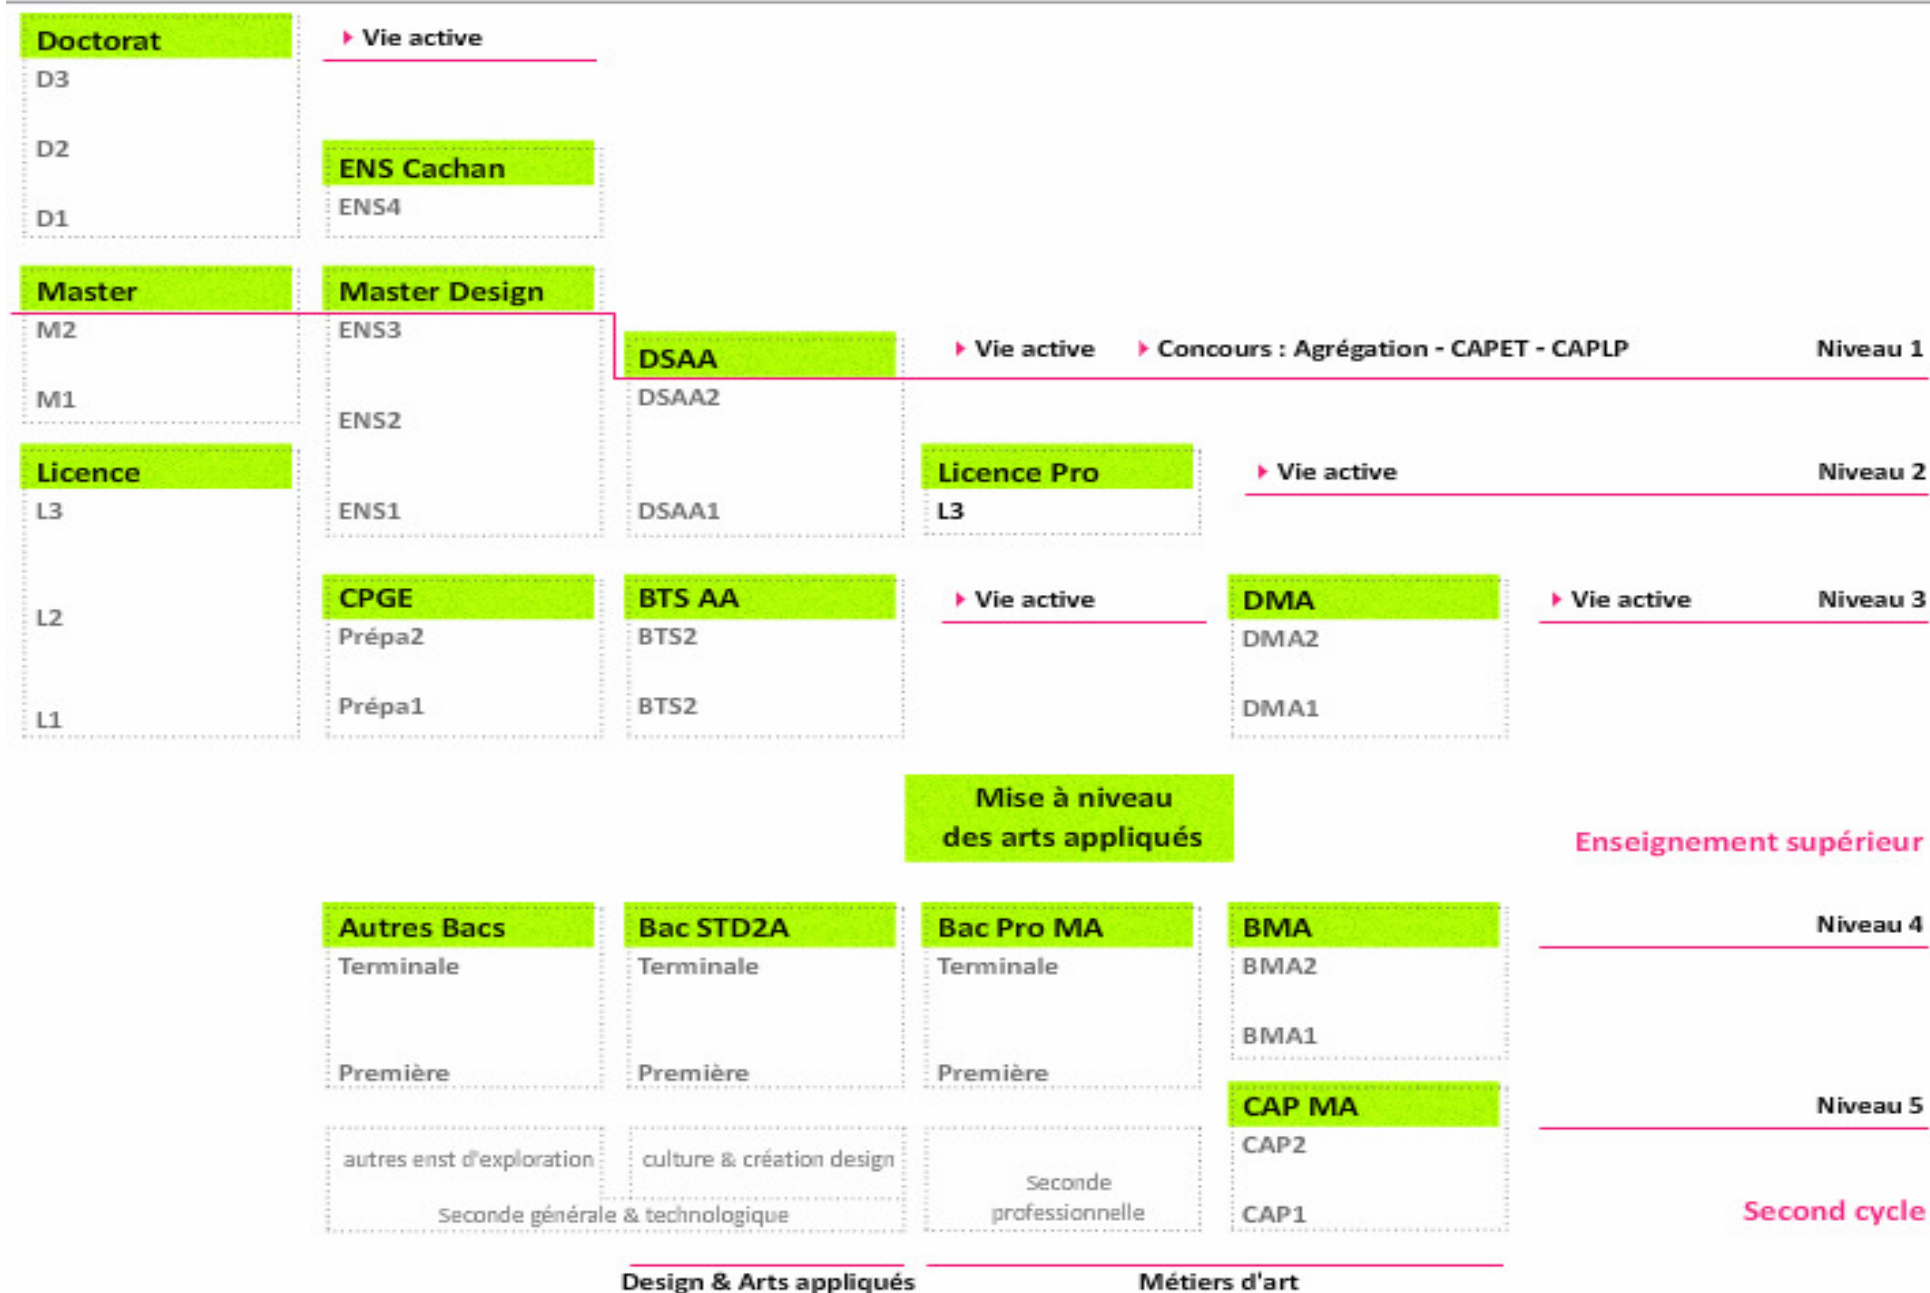 Doctorat
▶ Vie active
D3
D2
ENS Cachan
ENS4
D1
Master
Master Design
M2
ENS3
DSAA
▶ Vie active
▶ Concours : Agrégation - CAPET - CAPLP
Niveau 1
M1
ENS2
DSAA2
Licence
Licence Pro
▶ Vie active
Niveau 2
L3
ENS1
DSAA1
L3
CPGE
BTS AA
▶ Vie active
DMA
▶ Vie active
Niveau 3
L2
Prépa2
BTS2
DMA2
L1
Prépa1
BTS2
DMA1
Mise à niveau
des arts appliqués
Enseignement supérieur
Autres Bacs
Bac STD2A
Bac Pro MA
BMA
Niveau 4
Terminale
Terminale
Terminale
BMA2
BMA1
Première
Première
Première
CAP MA
Niveau 5
autres enst d'exploration
culture & création design
CAP2
Seconde
professionnelle
Seconde générale & technologique
CAP1
Second cycle
Design & Arts appliqués
Métiers d'art